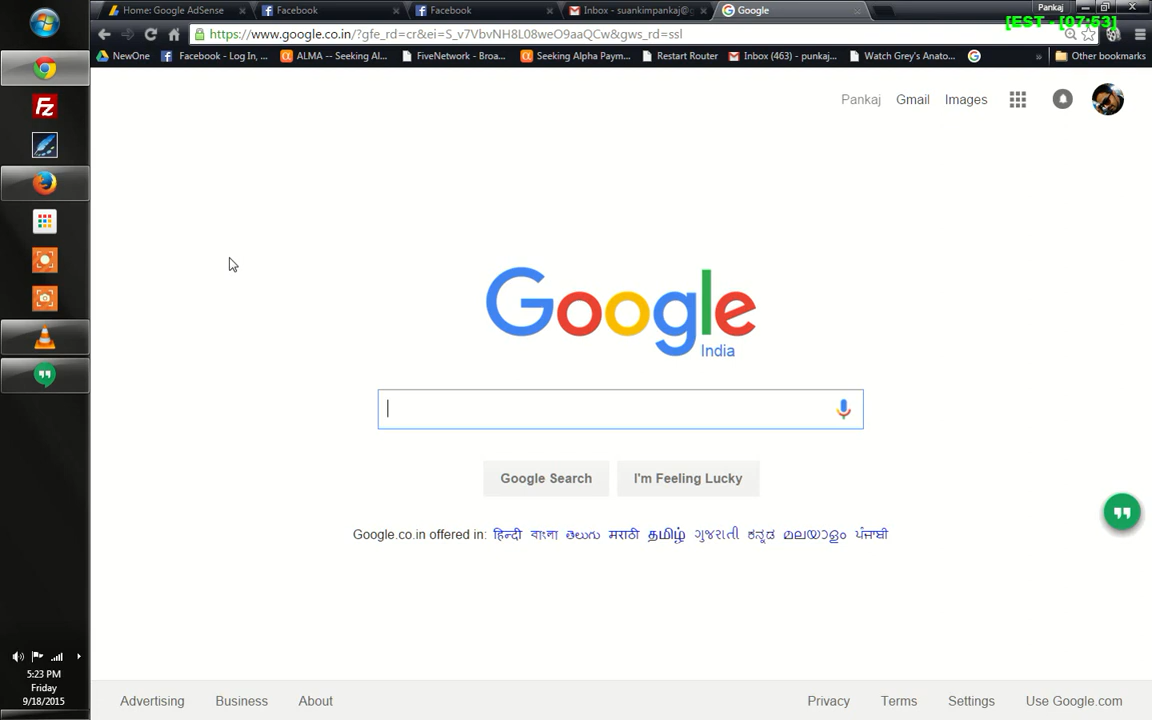 Home: Google AdSense
Facebook
Facebook
Inbox - suankimpankaj@g
Google
Pankaj
[EST - [07:53]
https://www.google.co.in/?gfe_rd=cr&ei=S_v7VbvNH8L08weO9aaQCw&gws_rd=ssl
NewOne
Facebook - Log In, ...
ALMA -- Seeking Al...
FiveNetwork - Broa...
Seeking Alpha Paym...
Restart Router
Inbox (463) - punkaj...
Watch Grey's Anato...
»
Other bookmarks
Pankaj Gmail Images
Google
India
Google Search
I'm Feeling Lucky
Google.co.in offered in: हिन्दी বাংলা తెలుగు मराठी தமிழ் ગુજરાતી ಕನ್ನಡ മലയാളം ਪੰਜਾਬੀ
5:23 PM
Friday
9/18/2015
Advertising Business About Privacy Terms Settings Use Google.com